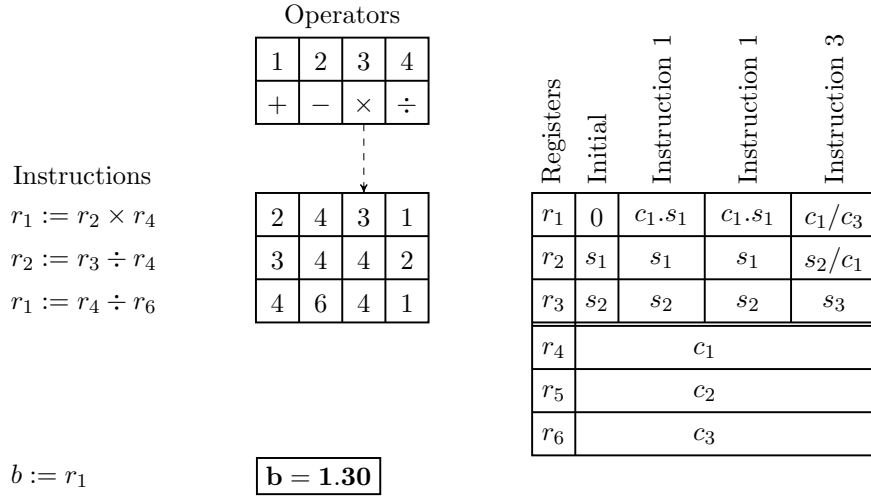 Operators
1 2 3 4
+ − × ÷
Registers
Initial
Instruction 1
Instruction 1
Instruction 3
Instructions
r₁ := r₂ × r₄
2 4 3 1
r₂ := r₃ ÷ r₄
3 4 4 2
r₁ := r₄ ÷ r₆
4 6 4 1
r₁ 0 c₁.s₁ c₁.s₁ c₁/c₃
r₂ s₁ s₁ s₁ s₂/c₁
r₃ s₂ s₂ s₂ s₃
r₄ c₁
r₅ c₂
r₆ c₃
b := r₁
b = 1.30